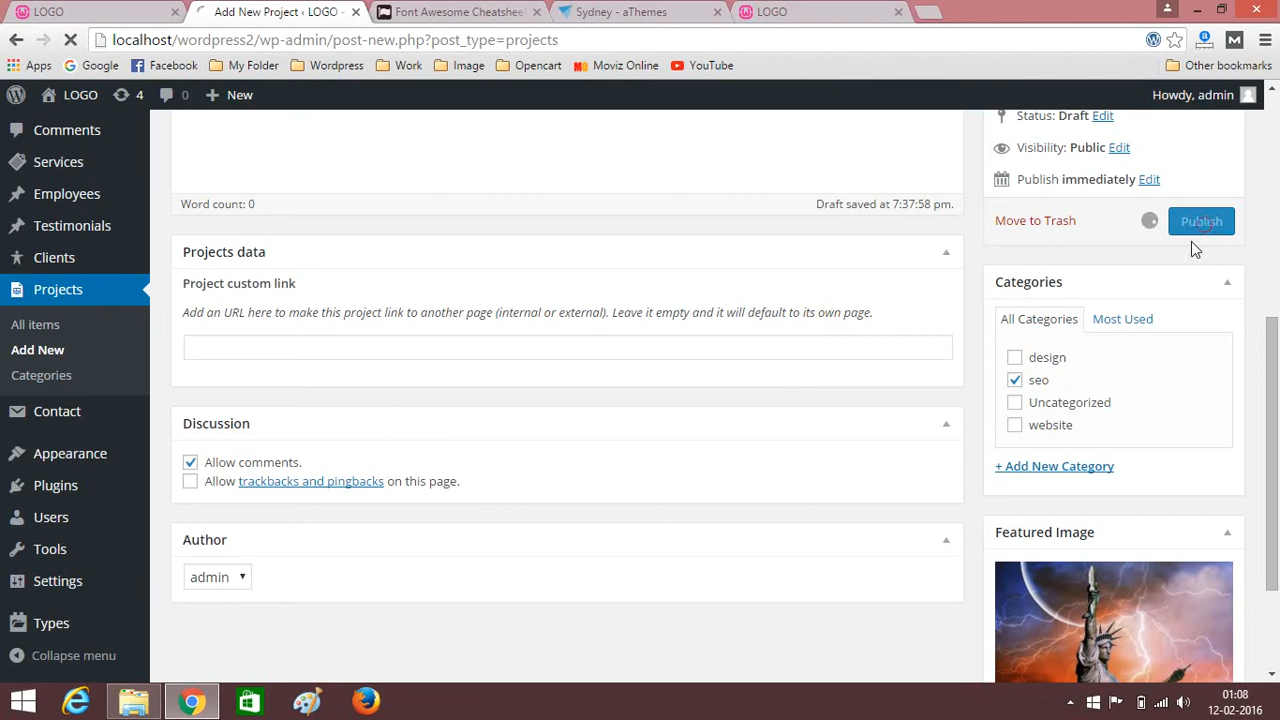 LOGO
Add New Project ‹ LOGO –
Font Awesome Cheatshee
Sydney - aThemes
LOGO
localhost/wordpress2/wp-admin/post-new.php?post_type=projects
Apps
Google
Facebook
My Folder
Wordpress
Work
Image
Opencart
Moviz Online
YouTube
Other bookmarks
LOGO
4
0
New
Howdy, admin
Comments
Services
Employees
Testimonials
Clients
Projects
All items
Add New
Categories
Contact
Appearance
Plugins
Users
Tools
Settings
Types
Collapse menu
Word count: 0
Draft saved at 7:37:58 pm.
Projects data
Project custom link
Add an URL here to make this project link to another page (internal or external). Leave it empty and it will default to its own page.
Discussion
Allow comments.
Allow trackbacks and pingbacks on this page.
Author
admin
Status: Draft Edit
Visibility: Public Edit
Publish immediately Edit
Move to Trash
Publish
Categories
All Categories
Most Used
design
seo
Uncategorized
website
+ Add New Category
Featured Image
01:08
12-02-2016